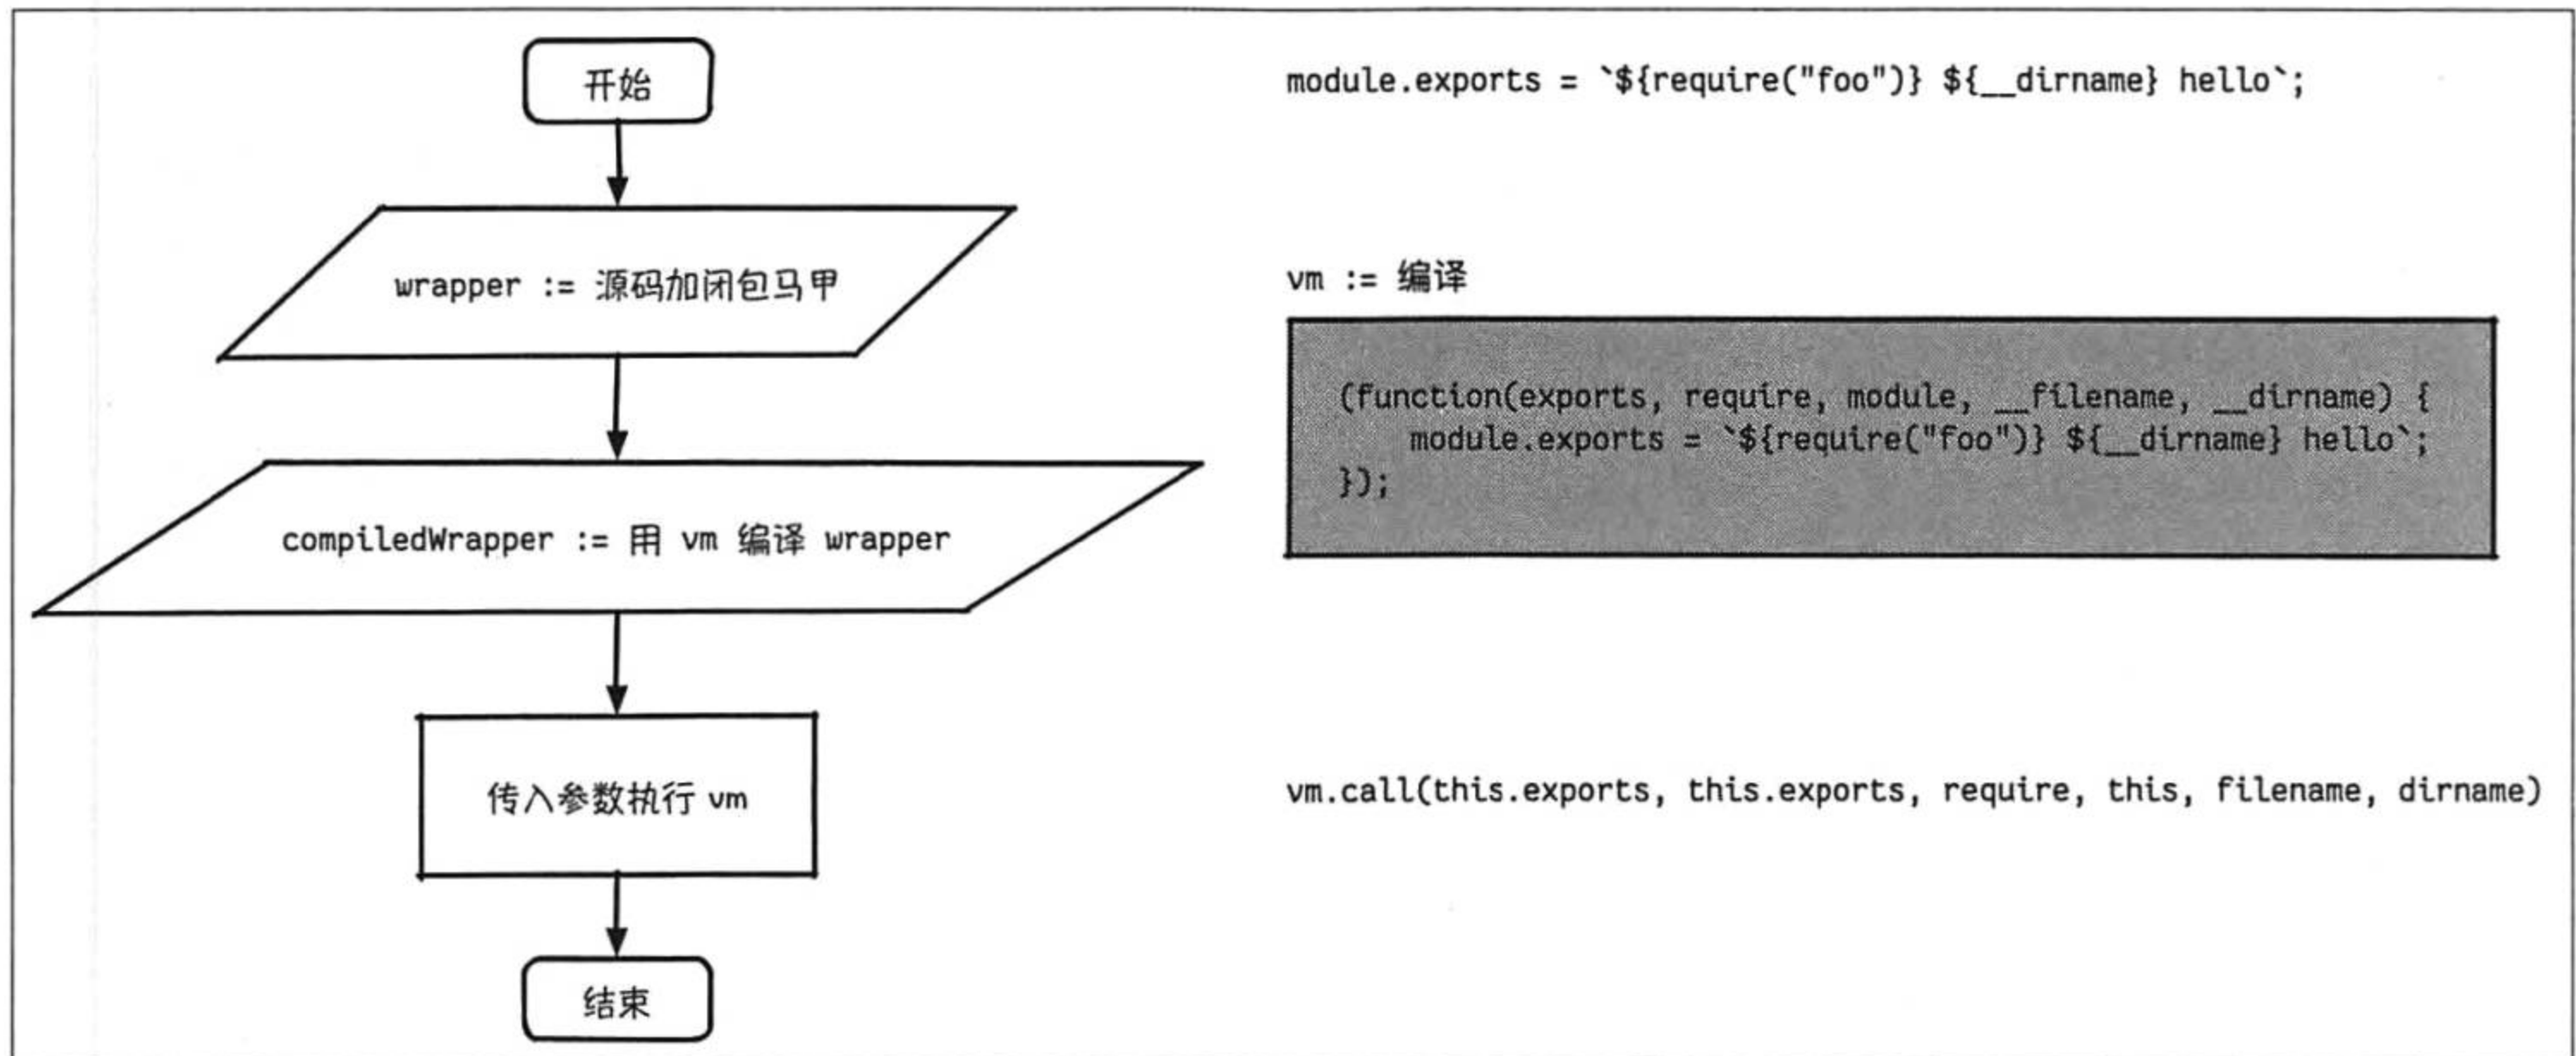 开始
module.exports = `${require("foo")} ${__dirname} hello`;
wrapper := 源码加闭包马甲
vm := 编译
(function(exports, require, module, __filename, __dirname) {
module.exports = `${require("foo")} ${__dirname} hello`;
});
compiledWrapper := 用 vm 编译 wrapper
传入参数执行 vm
vm.call(this.exports, this.exports, require, this, filename, dirname)
结束